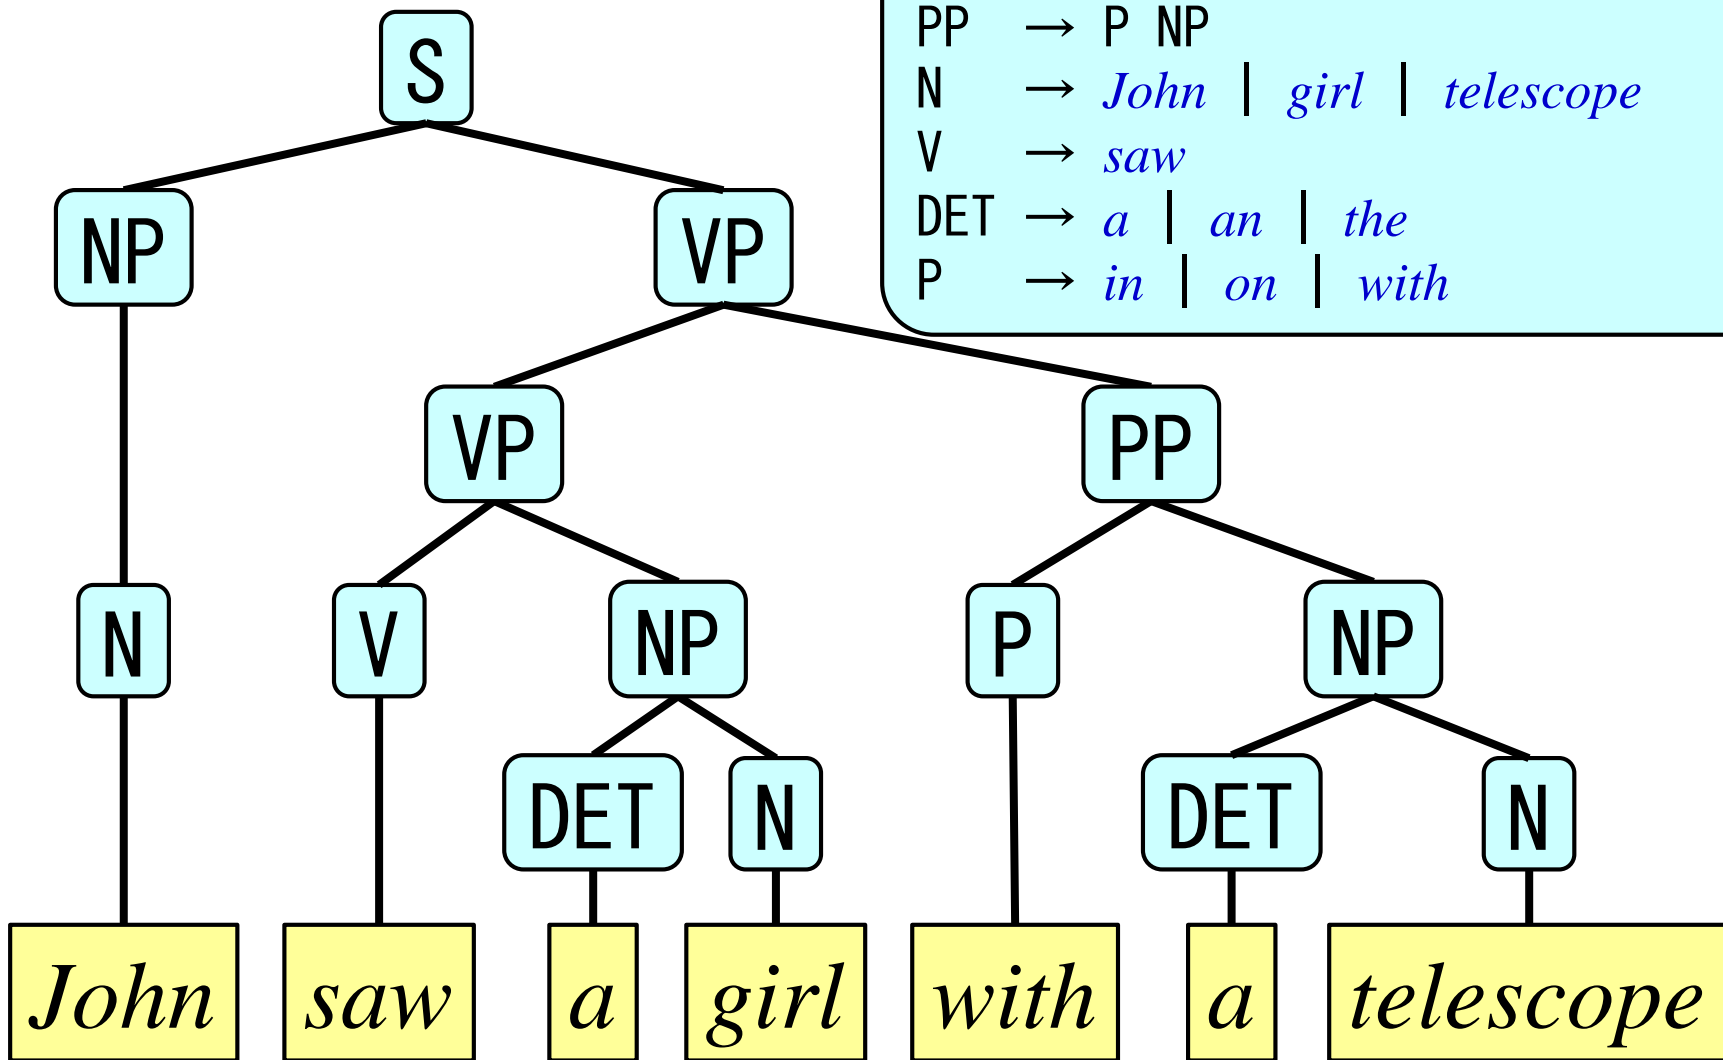 PP → P NP
N → John | girl | telescope
V → saw
DET → a | an | the
P → in | on | with
S
NP VP
VP PP
N V NP P NP
DET N DET N
John saw a girl with a telescope